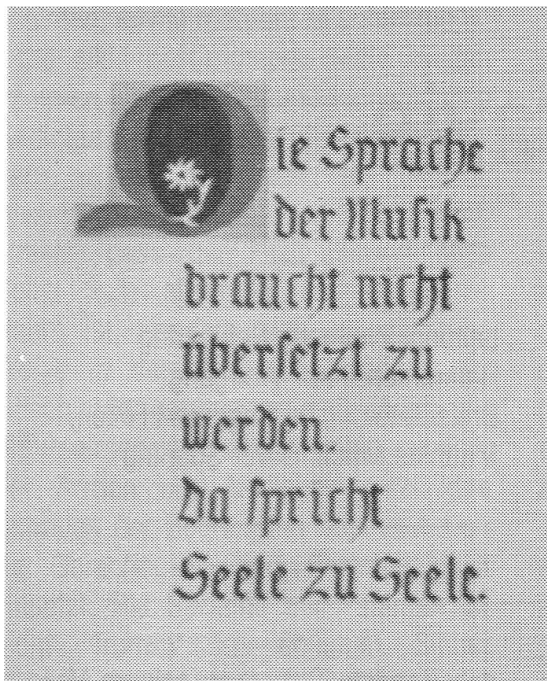 Die Sprache
der Musik
braucht nicht
übersetzt zu
werden.
Da spricht
Seele zu Seele.